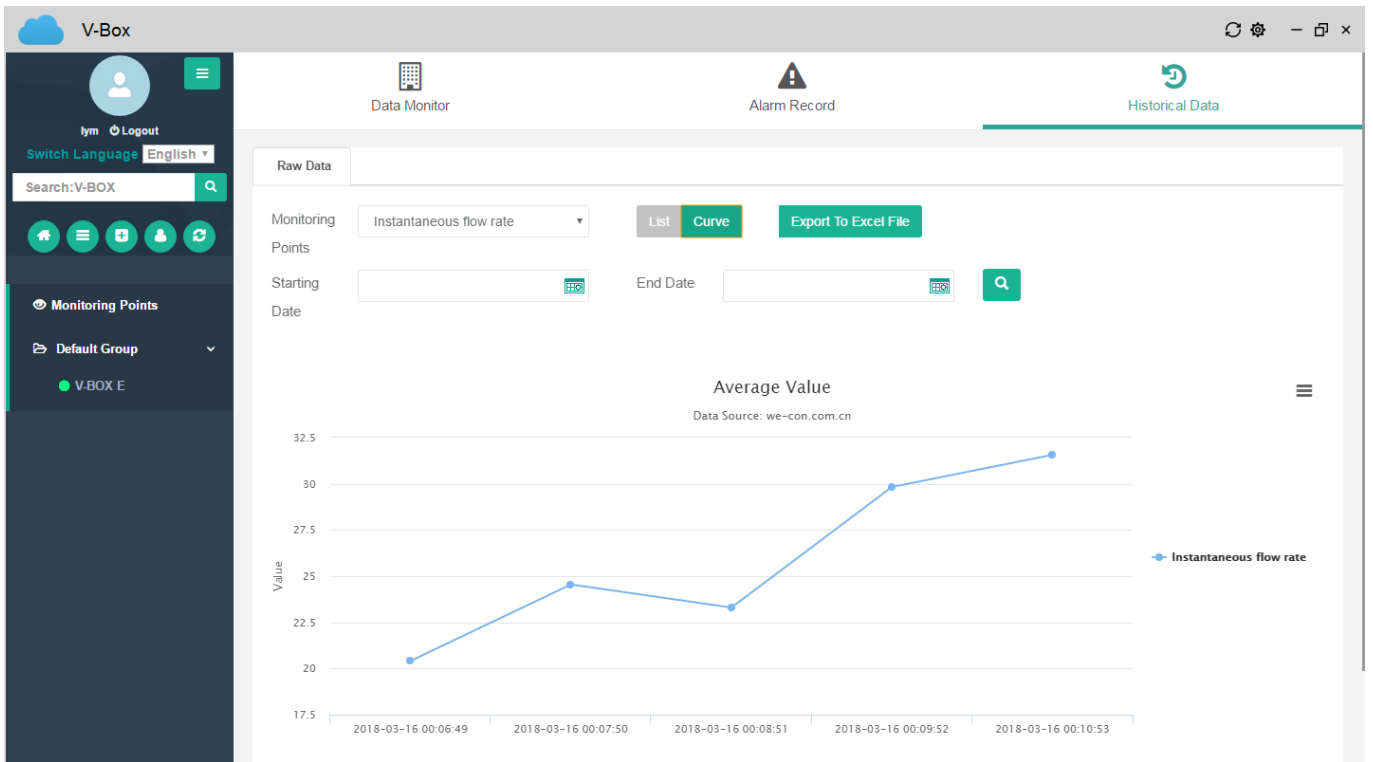 V-Box
lym Logout
Switch Language English
Search:V-BOX
Monitoring Points
Default Group
V-BOX E
Data Monitor
Alarm Record
Historical Data
Raw Data
Monitoring Points
Instantaneous flow rate
List
Curve
Export To Excel File
Starting Date
End Date
Average Value
Data Source: we-con.com.cn
Value
32.5
30
27.5
25
22.5
20
17.5
2018-03-16 00:06:49
2018-03-16 00:07:50
2018-03-16 00:08:51
2018-03-16 00:09:52
2018-03-16 00:10:53
Instantaneous flow rate